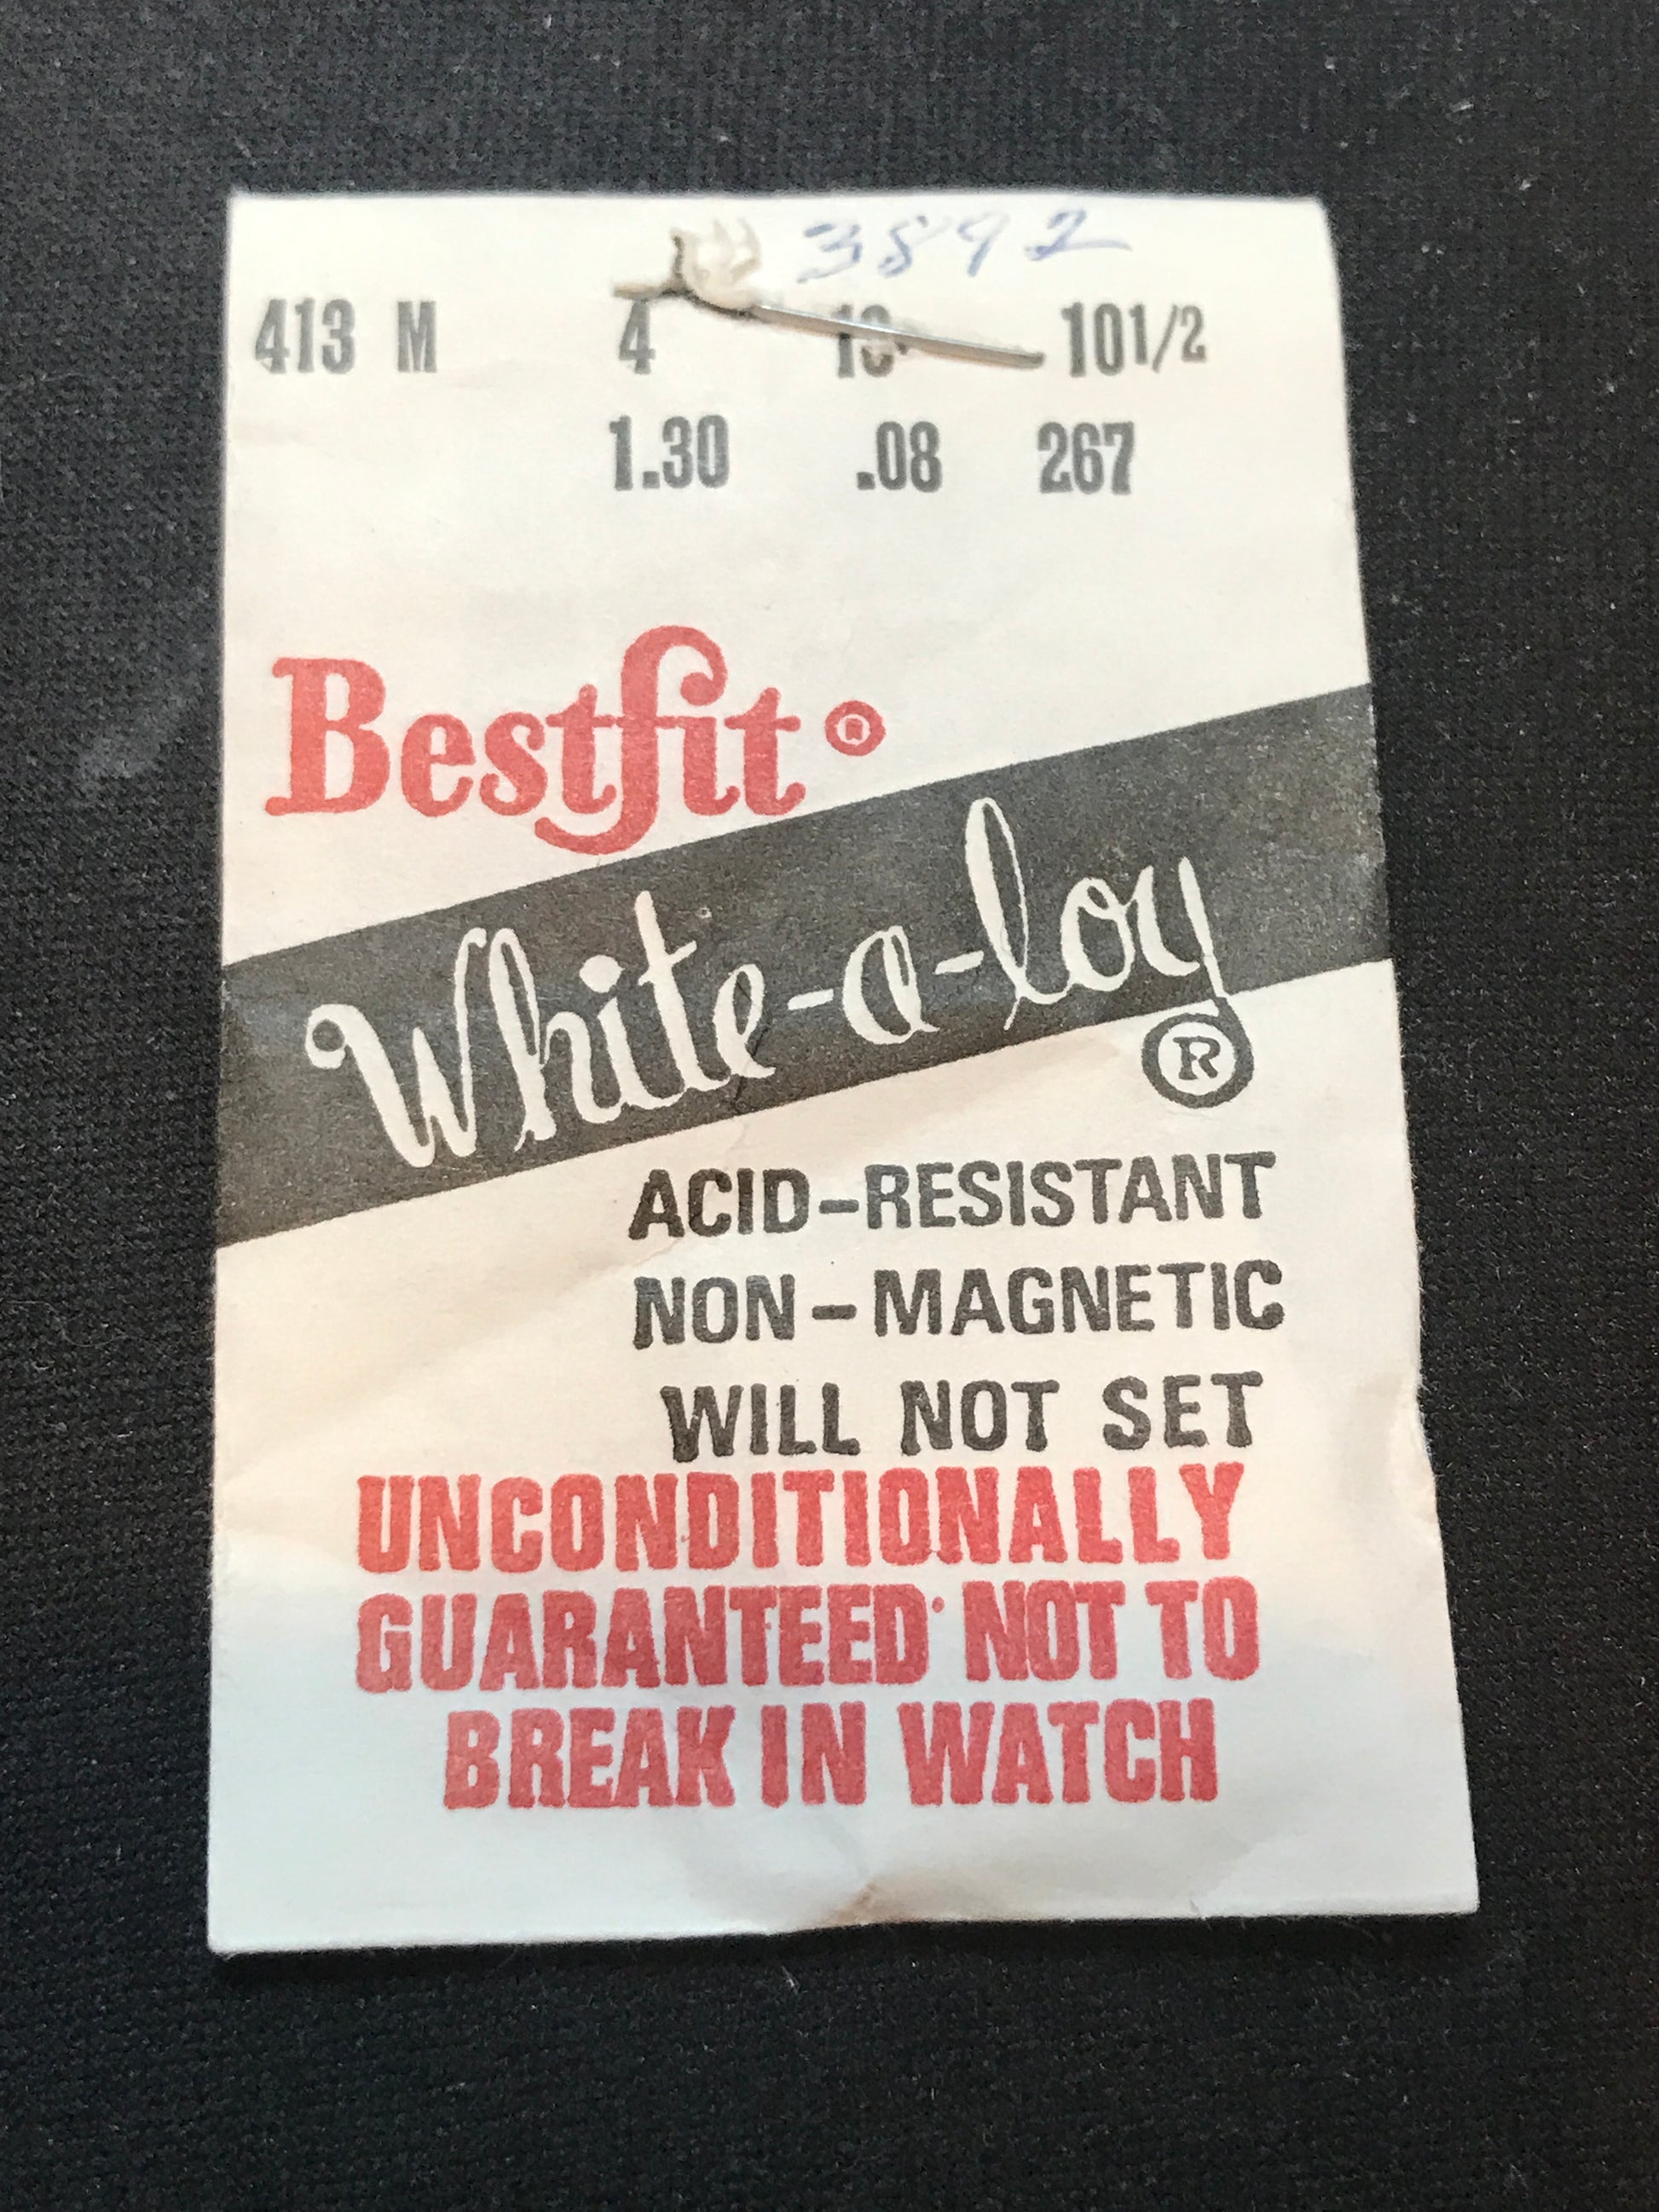 3892
413 M 4 10 1/2
1.30 .08 267
Bestfit ®
White-a-loy
®
ACID-RESISTANT
NON-MAGNETIC
WILL NOT SET
UNCONDITIONALLY
GUARANTEED NOT TO
BREAK IN WATCH